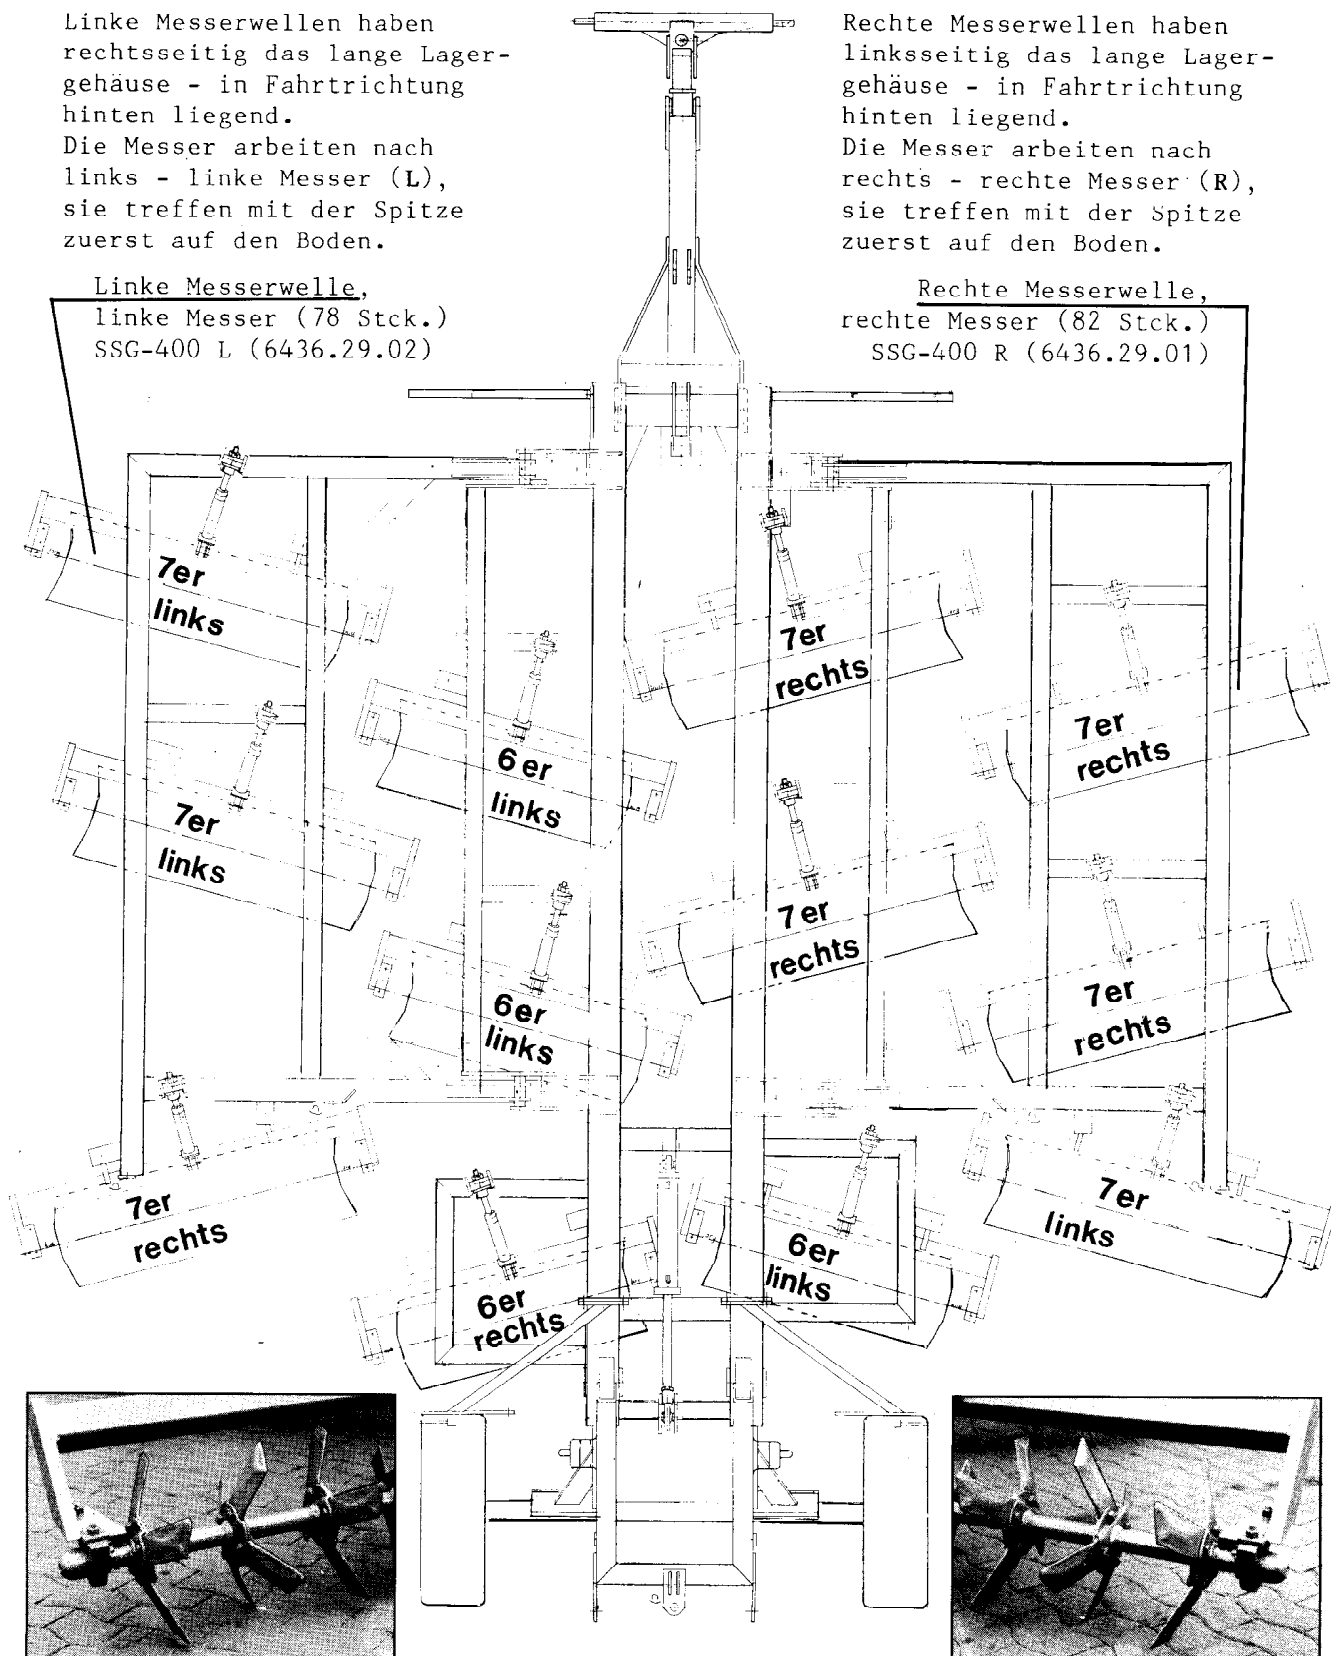 Linke Messerwellen haben
rechtsseitig das lange Lager-
gehäuse - in Fahrtrichtung
hinten liegend.
Die Messer arbeiten nach
links - linke Messer (L),
sie treffen mit der Spitze
zuerst auf den Boden.
Linke Messerwelle,
linke Messer (78 Stck.)
SSG-400 L (6436.29.02)
Rechte Messerwellen haben
linksseitig das lange Lager-
gehäuse - in Fahrtrichtung
hinten liegend.
Die Messer arbeiten nach
rechts - rechte Messer (R),
sie treffen mit der Spitze
zuerst auf den Boden.
Rechte Messerwelle,
rechte Messer (82 Stck.)
SSG-400 R (6436.29.01)
7er
links
7er
rechts
7er
rechts
6er
links
7er
links
7er
rechts
7er
rechts
6er
links
7er
rechts
7er
links
6er
links
6er
rechts